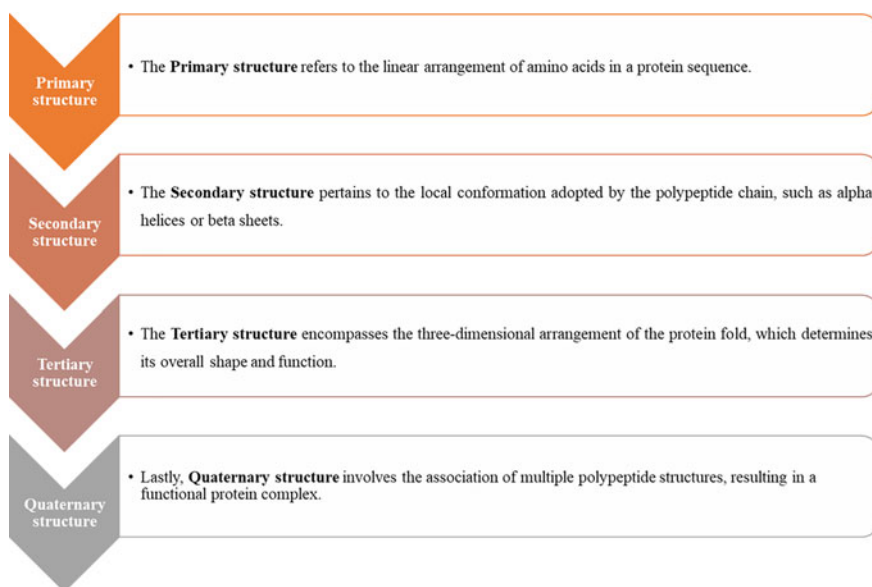 Primary
structure
• The Primary structure refers to the linear arrangement of amino acids in a protein sequence.
Secondary
structure
• The Secondary structure pertains to the local conformation adopted by the polypeptide chain, such as alpha
helices or beta sheets.
Tertiary
structure
• The Tertiary structure encompasses the three-dimensional arrangement of the protein fold, which determines
its overall shape and function.
Quaternary
structure
• Lastly, Quaternary structure involves the association of multiple polypeptide structures, resulting in a
functional protein complex.